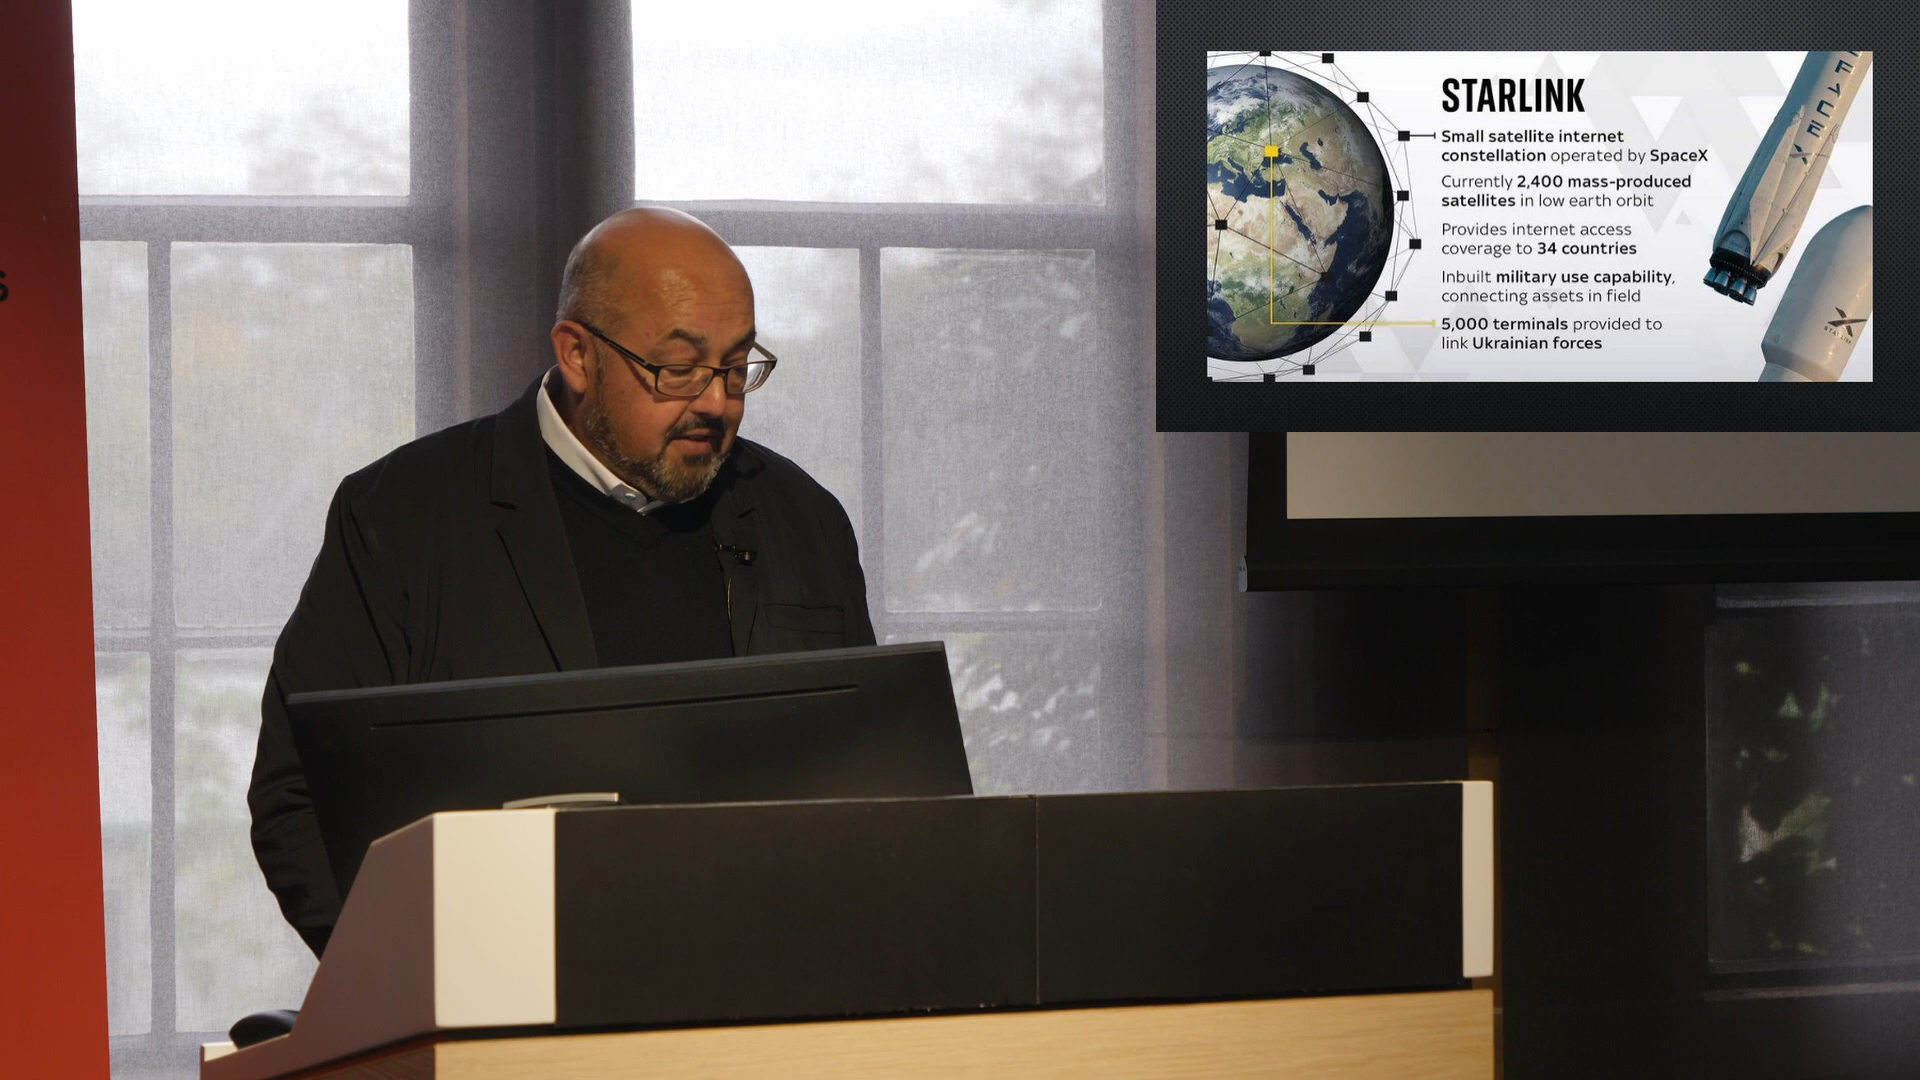 S
STARLINK
Small satellite internet
constellation operated by SpaceX
Currently 2,400 mass-produced
satellites in low earth orbit
Provides internet access
coverage to 34 countries
Inbuilt military use capability,
connecting assets in field
5,000 terminals provided to
link Ukrainian forces
STARLINK